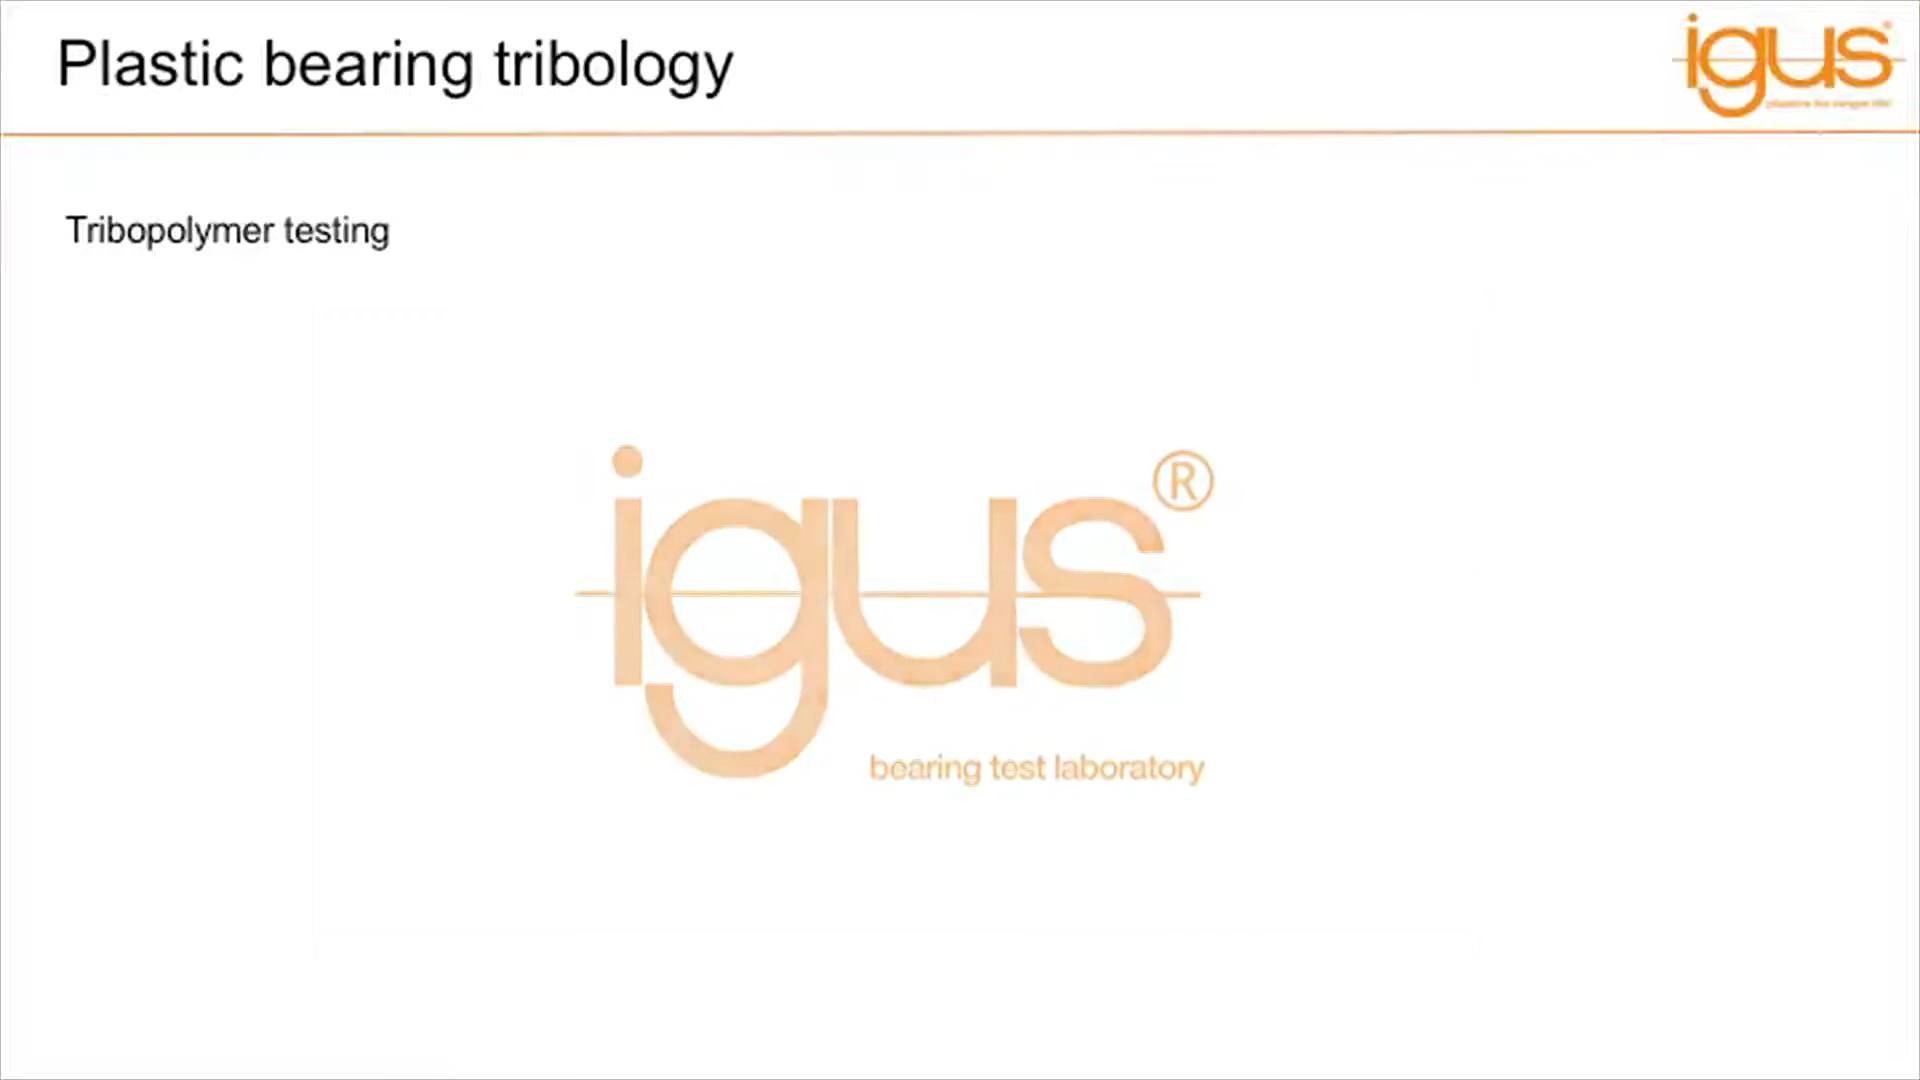 Plastic bearing tribology
igus®
Tribopolymer testing
igus®
bearing test laboratory